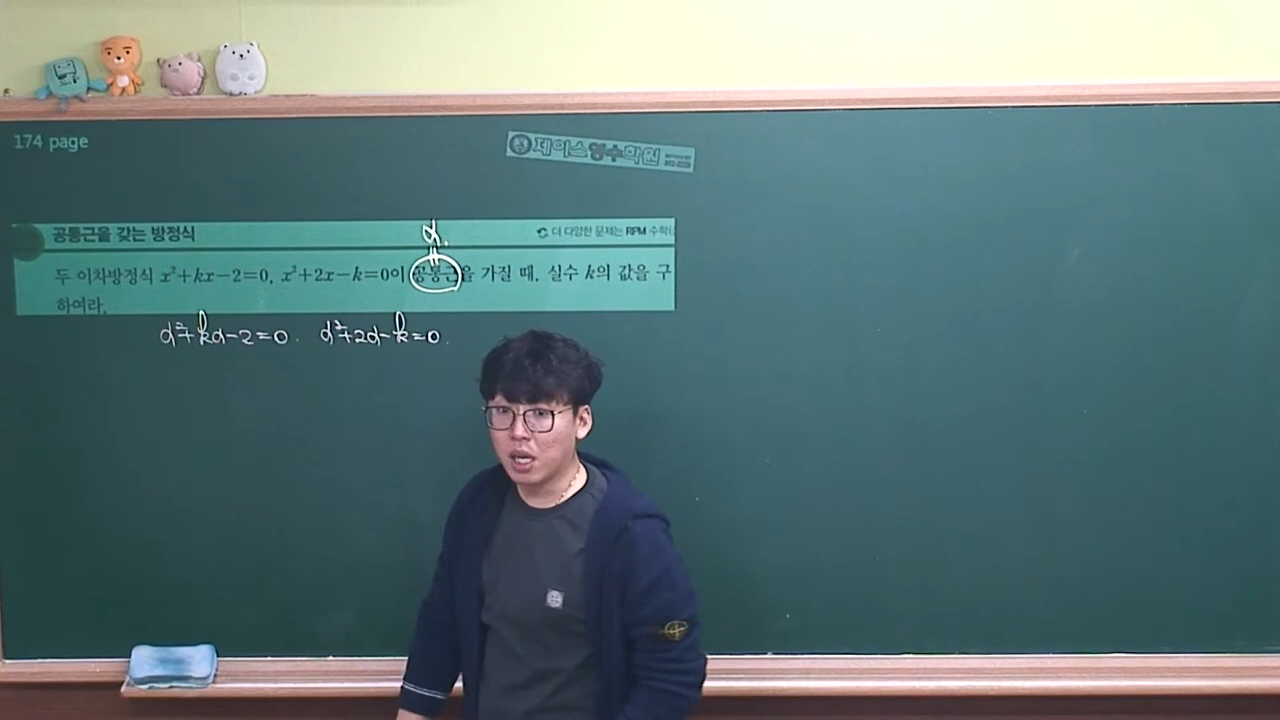 174 page
제이스영수학원
공통근을 갖는 방정식
더 다양한 문제는 RPM 수학(
α.
두 이차방정식 x²+kx−2=0, x²+2x−k=0이 공통근을 가질 때, 실수 k의 값을 구
하여라.
α²+kα−2=0. α²+2α−k=0.